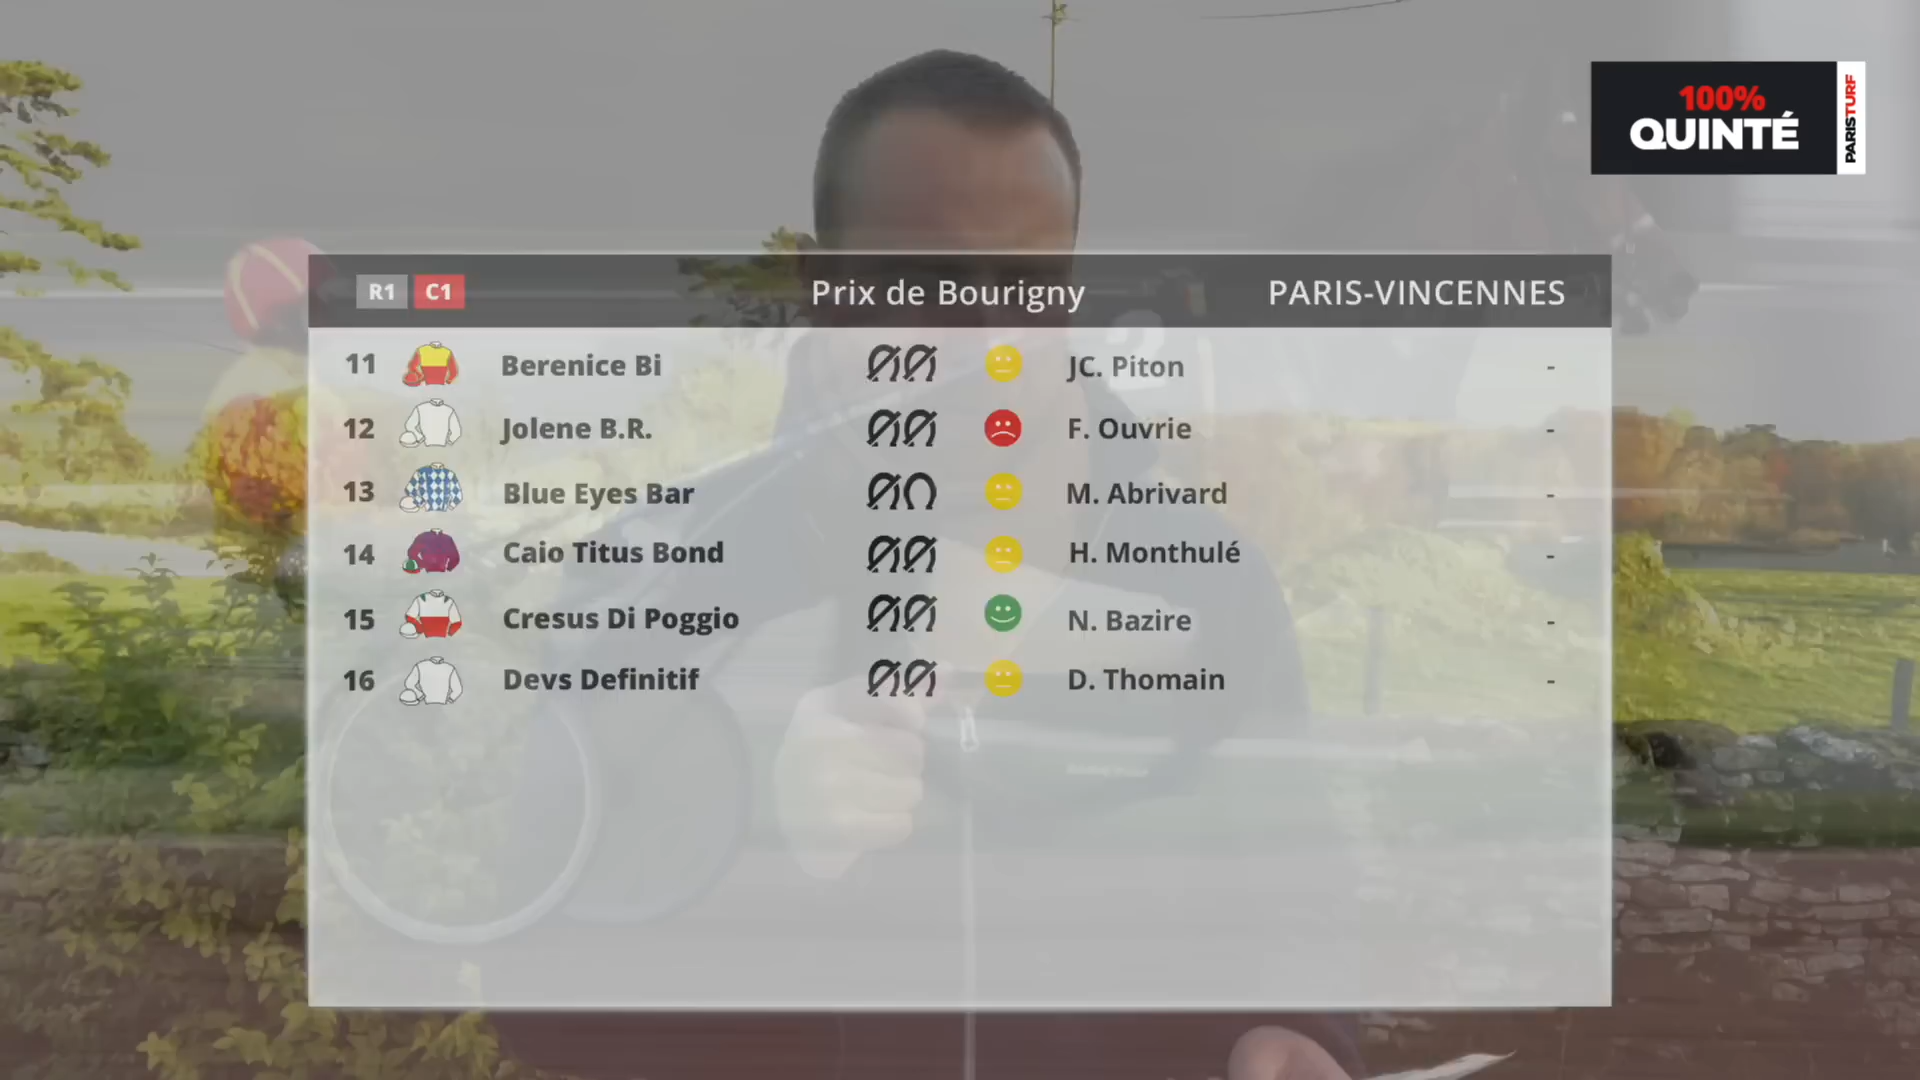 100%
QUINTÉ
PARISTURF
R1 C1 Prix de Bourigny PARIS-VINCENNES
11 Berenice Bi JC. Piton -
12 Jolene B.R. F. Ouvrie -
13 Blue Eyes Bar M. Abrivard -
14 Caio Titus Bond H. Monthulé -
15 Cresus Di Poggio N. Bazire -
16 Devs Definitif D. Thomain -